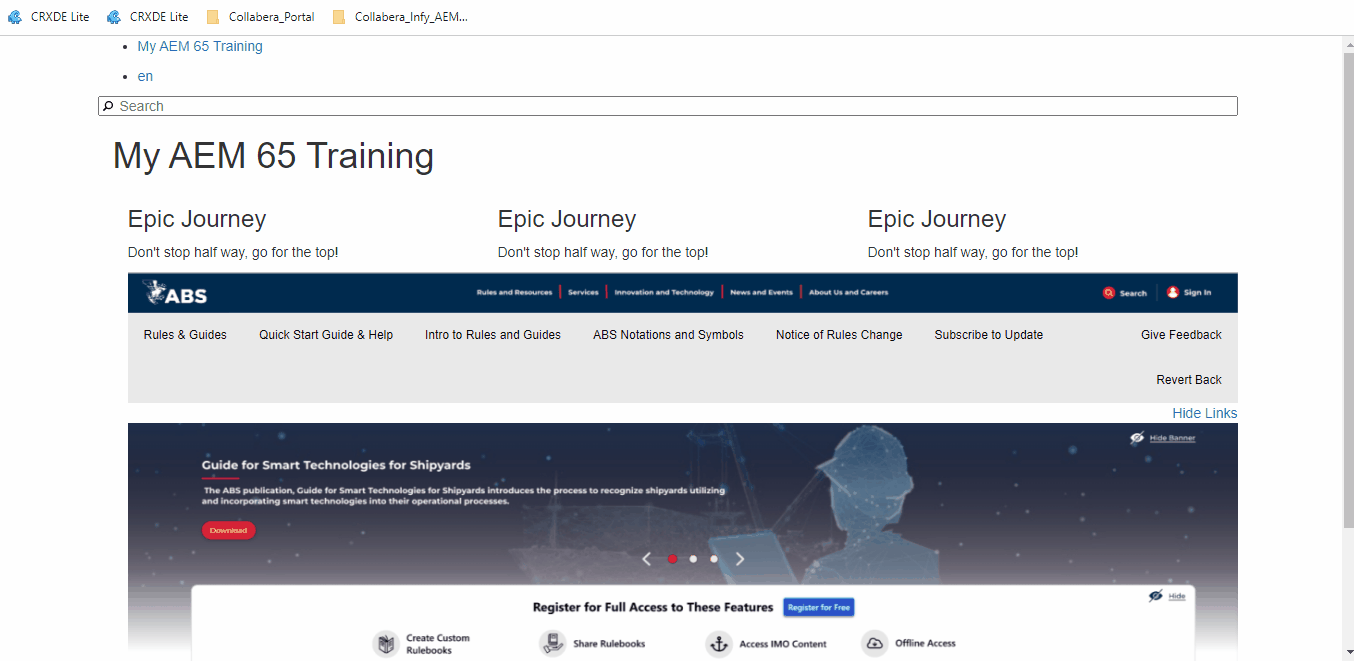 CRXDE Lite CRXDE Lite Collabera_Portal Collabera_Infy_AEM...
My AEM 65 Training
en
Search
My AEM 65 Training
Epic Journey Epic Journey Epic Journey
Don't stop half way, go for the top! Don't stop half way, go for the top! Don't stop half way, go for the top!
ABS Rules and Resources Services Innovation and Technology News and Events About Us and Careers Search Sign In
Rules & Guides Quick Start Guide & Help Intro to Rules and Guides ABS Notations and Symbols Notice of Rules Change Subscribe to Update Give Feedback
Revert Back
Hide Links
Hide Banner
Guide for Smart Technologies for Shipyards
The ABS publication, Guide for Smart Technologies for Shipyards introduces the process to recognize shipyards utilizing
and incorporating smart technologies into their operational processes.
Download
Hide
Register for Full Access to These Features Register for Free
Create Custom
Rulebooks
Share Rulebooks Access IMO Content Offline Access